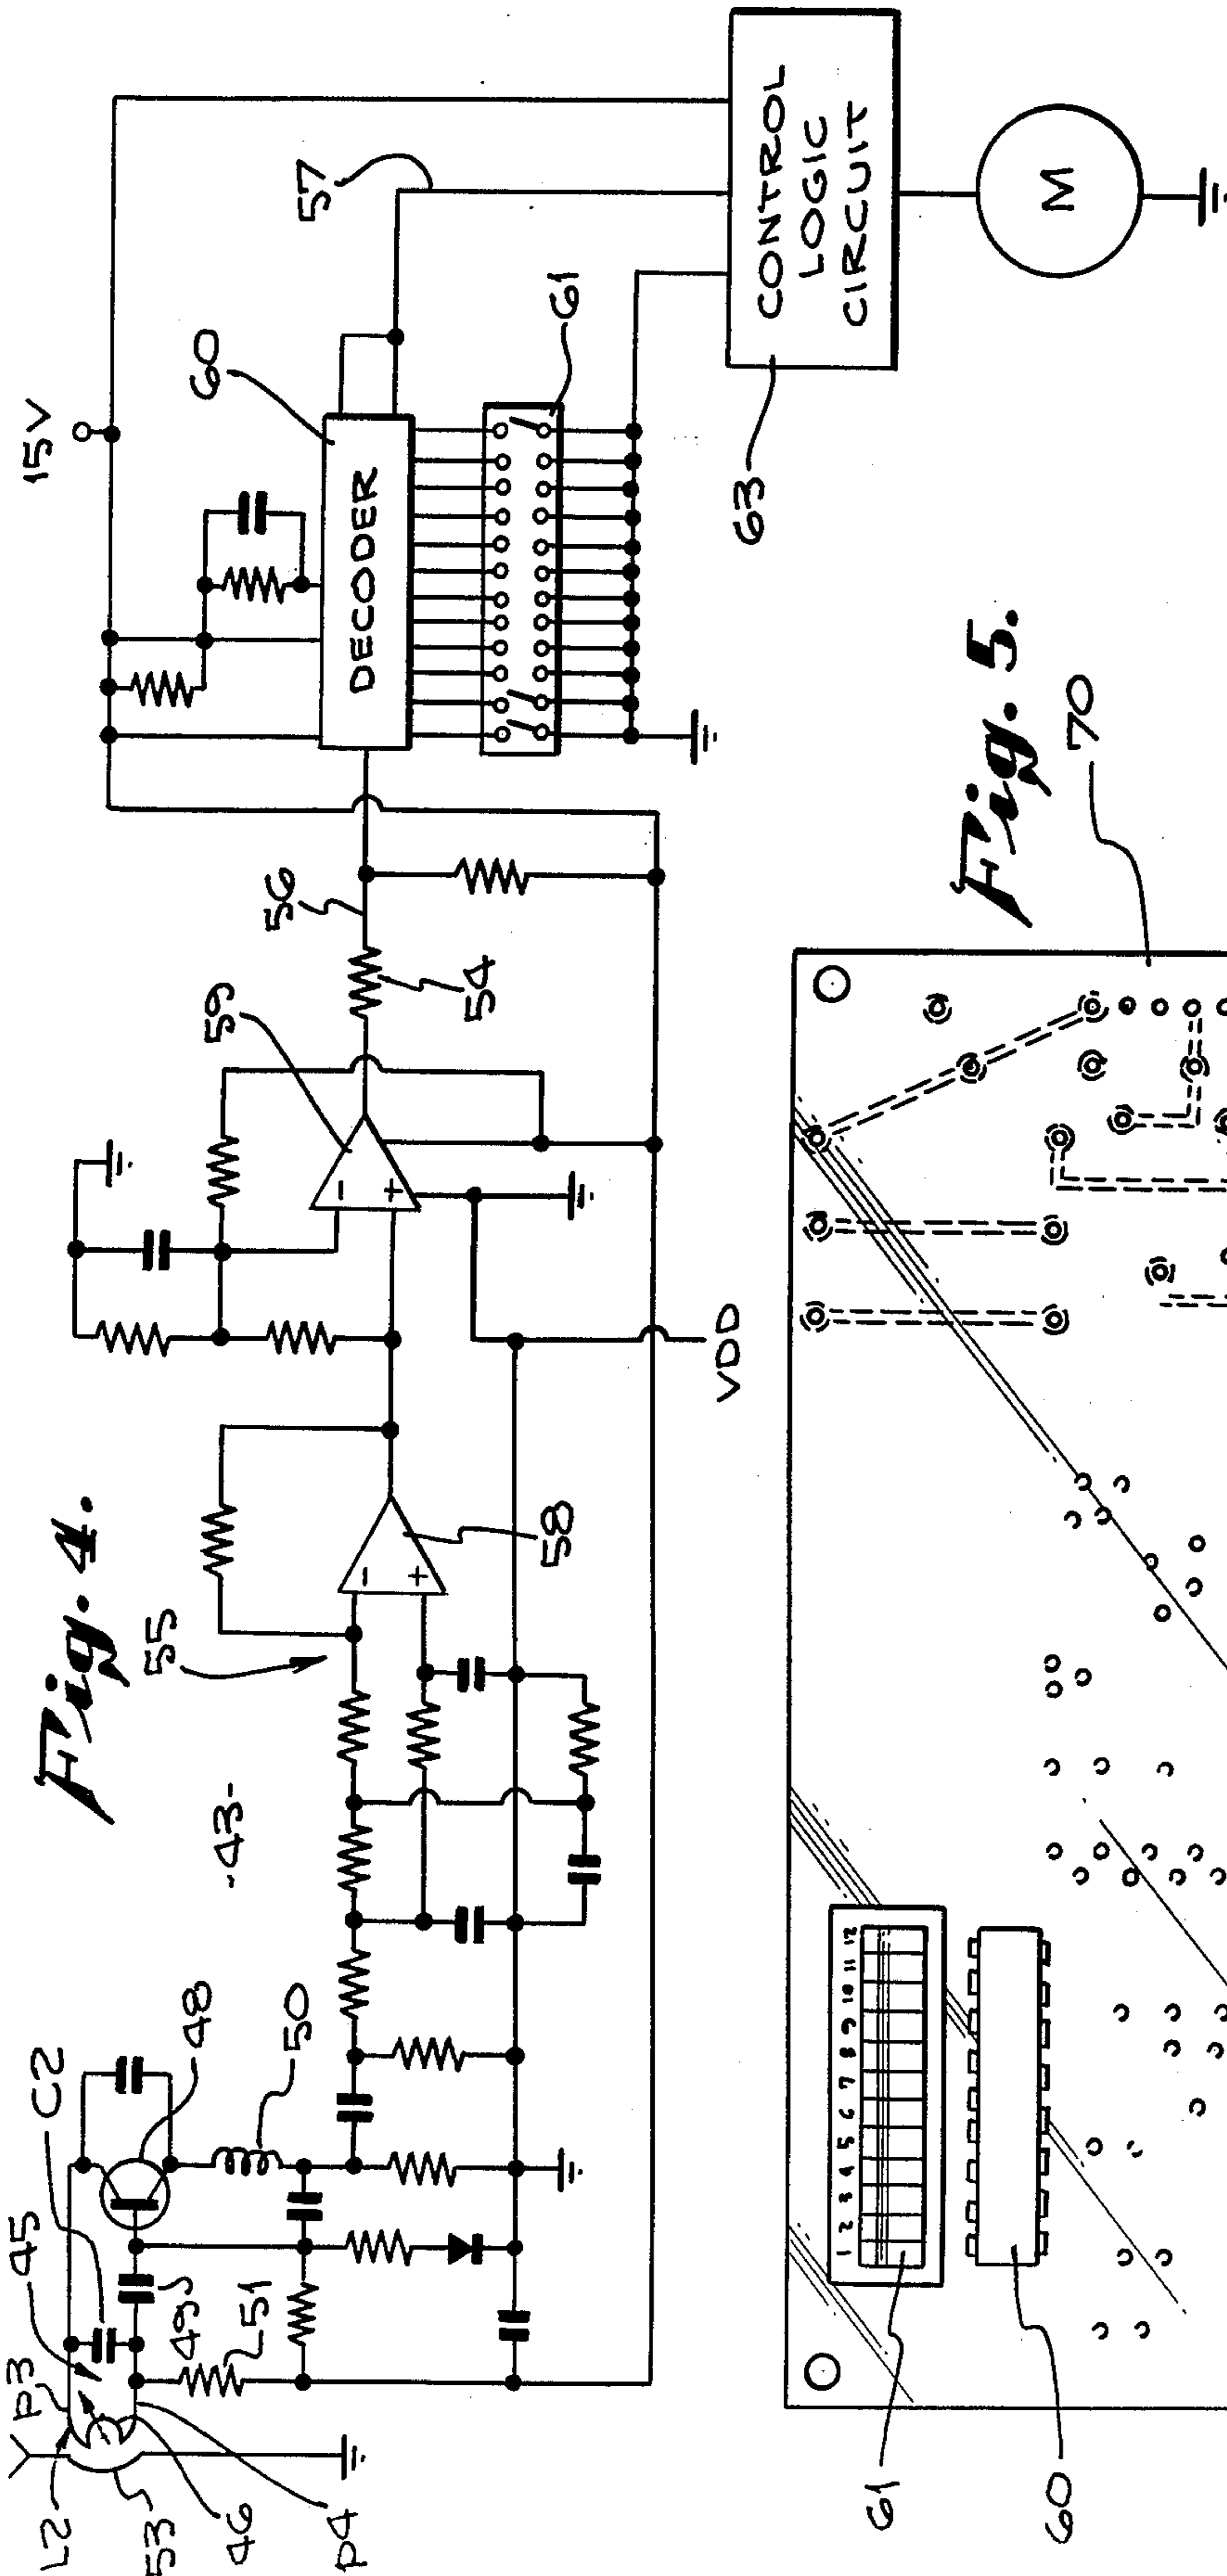 Fig. 4.
-43-
L2
53
46
P4
P3
45
C2
49
51
48
50
55
58
59
54
56
VDD
15V
60
DECODER
61
57
CONTROL
LOGIC
CIRCUIT
63
M
- +
- +
Fig. 5.
70
61
60
1 2 3 4 5 6 7 8 9 10 11 12